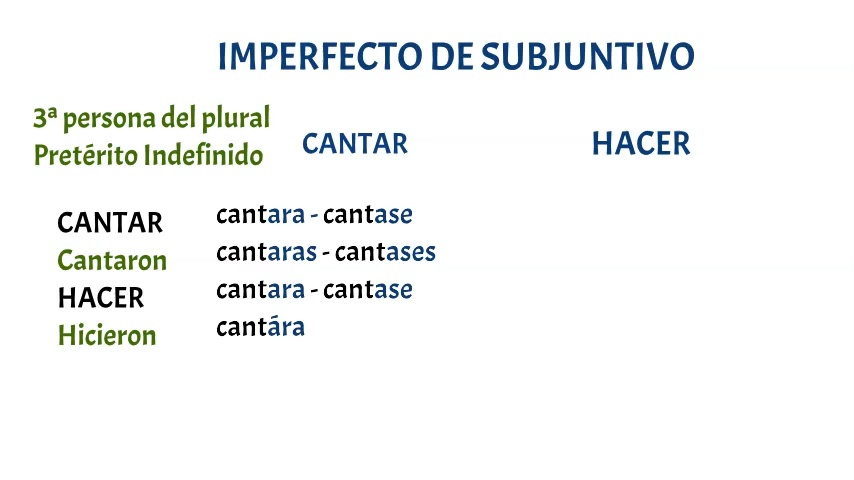 IMPERFECTO DE SUBJUNTIVO
3ª persona del plural
Pretérito Indefinido
CANTAR
HACER
CANTAR
Cantaron
HACER
Hicieron
cantara - cantase
cantaras - cantases
cantara - cantase
cantára